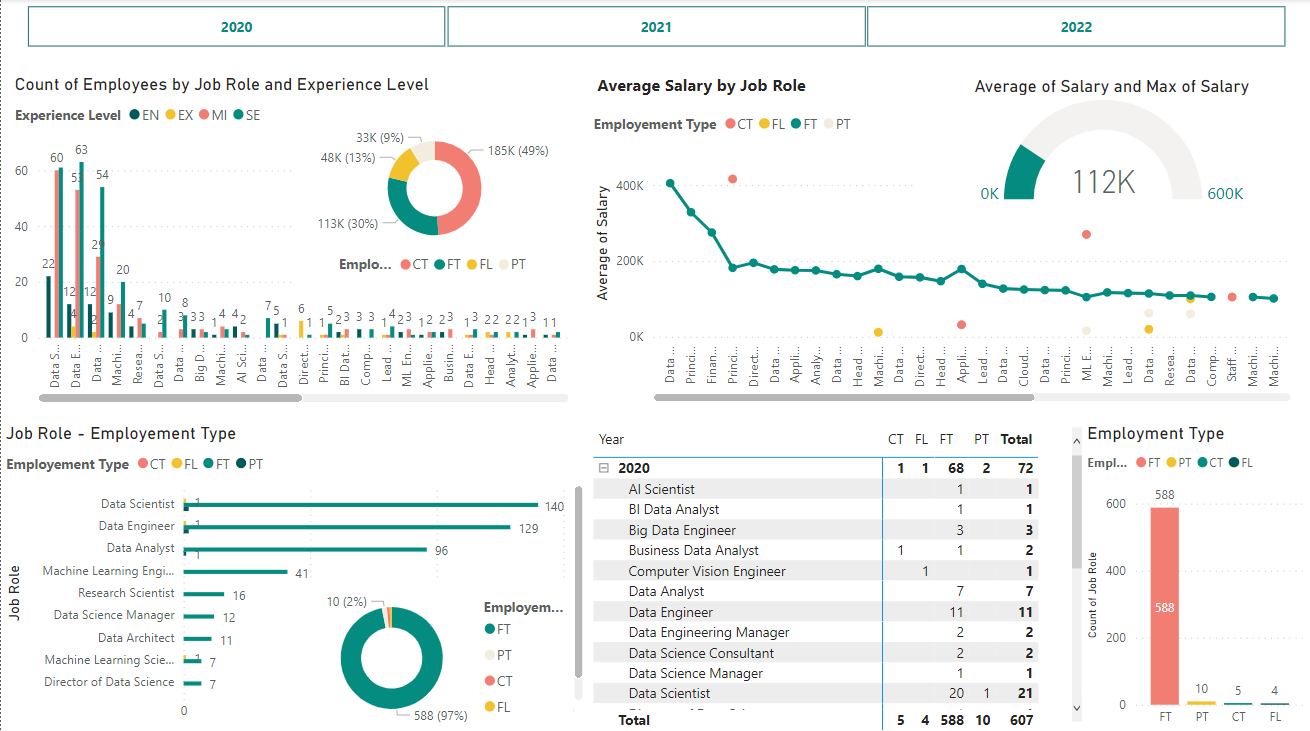 2020 2021 2022
Count of Employees by Job Role and Experience Level
Experience Level EN EX MI SE
60 40 20 0
22 60 12 4 53 63 12 2 29 54 9 20 4 7 2 10 3 8 3 3 1 4 4 2 7 5 1 6 1 1 5 2 3 3 3 1 4 2 3 1 2 2 3 1 2 2 2 2 2 1 3 1 1
Data S... Data E... Data ... Machi... Resea... Data S... Data ... Big D... Machi... AI Sci... Data ... Data S... Direct... Princi... BI Dat... Comp... Lead ... ML En... Applie... Busin... Data E... Head ... Analyt... Applie... Data ...
33K (9%)
48K (13%)
185K (49%)
113K (30%)
Emplo... CT FT FL PT
Average Salary by Job Role
Employement Type CT FL FT PT
Average of Salary
400K
200K
0K
Data ... Princi... Finan... Princi... Direct... Data ... Appli... Analy... Data ... Head... Machi... Data ... Direct... Head ... Appli... Lead ... Data ... Cloud... Data ... Princi... ML E... Machi... Lead ... Data ... Resea... Data ... Comp... Staff ... Machi... Machi...
Average of Salary and Max of Salary
112K
0K 600K
Job Role - Employement Type
Employement Type CT FL FT PT
Job Role
Data Scientist 1 140
Data Engineer 1 129
Data Analyst 1 96
Machine Learning Engi... 41
Research Scientist 16
Data Science Manager 12
Data Architect 11
Machine Learning Scie... 1 7
Director of Data Science 7
0
10 (2%)
588 (97%)
Employem...
FT
PT
CT
FL
Year CT FL FT PT Total
2020 1 1 68 2 72
AI Scientist 1 1
BI Data Analyst 1 1
Big Data Engineer 3 3
Business Data Analyst 1 1 2
Computer Vision Engineer 1 1
Data Analyst 7 7
Data Engineer 11 11
Data Engineering Manager 2 2
Data Science Consultant 2 2
Data Science Manager 1 1
Data Scientist 20 1 21
Total 5 4 588 10 607
Employment Type
Empl... FT PT CT FL
Count of Job Role
600
400
200
0
588
588
10
5
4
FT PT CT FL